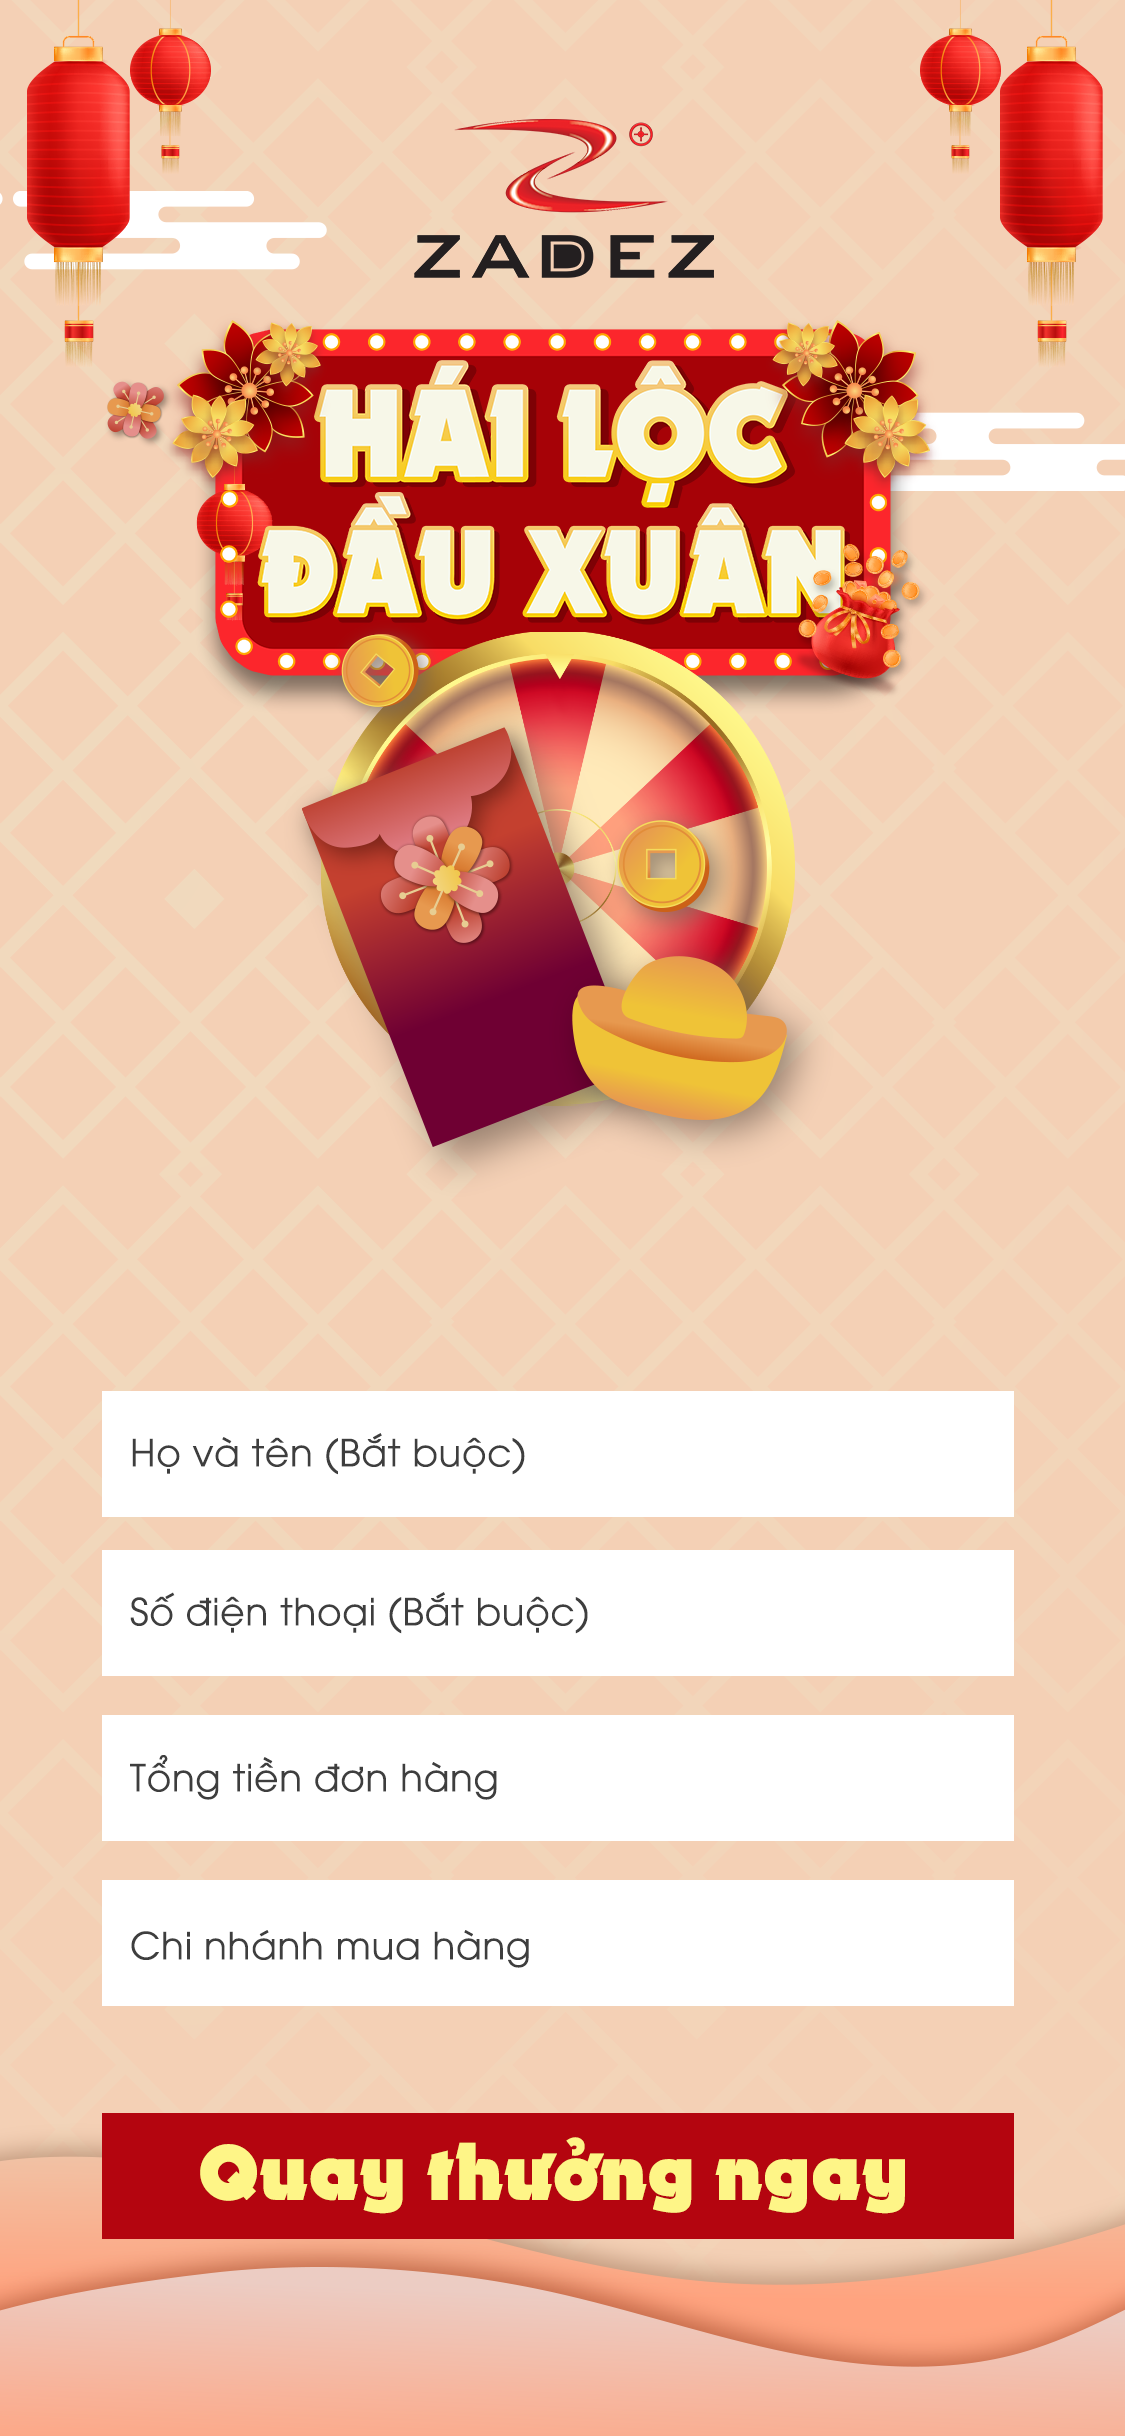 ZADEZ
HÁI LỘC
ĐẦU XUÂN
Họ và tên (Bắt buộc)
Số điện thoại (Bắt buộc)
Tổng tiền đơn hàng
Chi nhánh mua hàng
Quay thưởng ngay